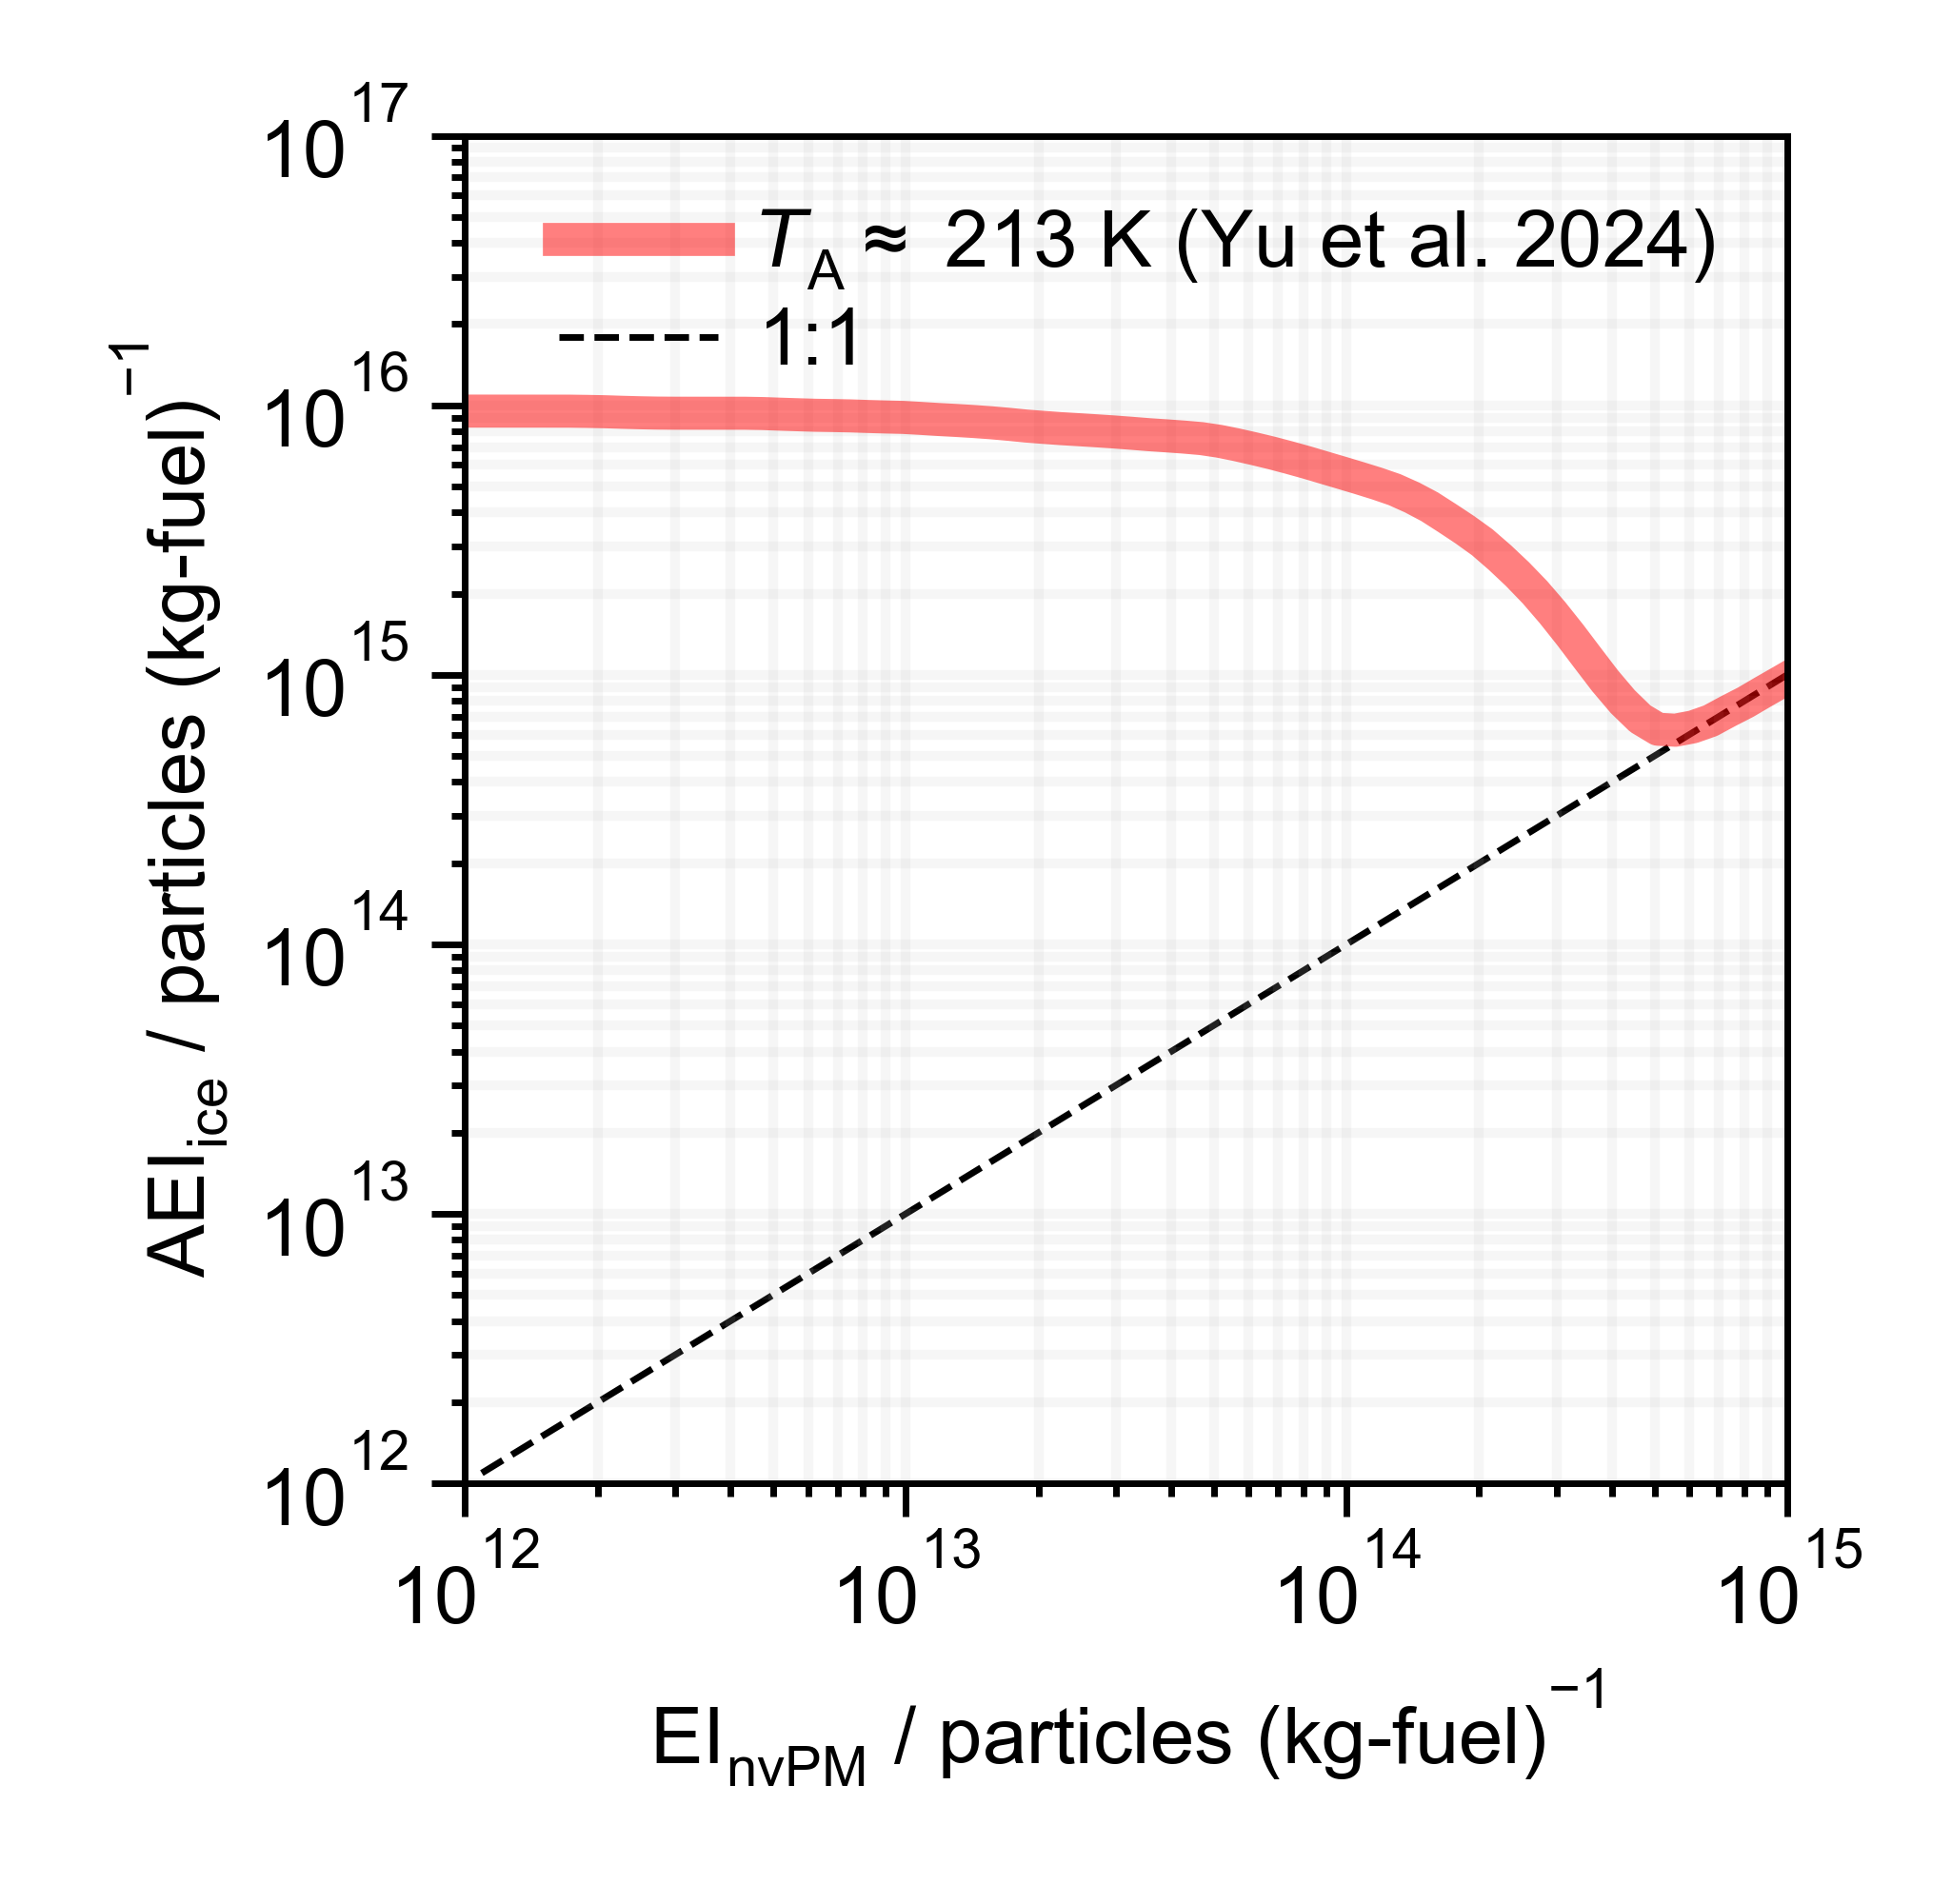 10^17
10^16
10^15
10^14
10^13
10^12
AEI_ice / particles (kg-fuel)^−1
T_A ≈ 213 K (Yu et al. 2024)
1:1
10^12 10^13 10^14 10^15
EI_nvPM / particles (kg-fuel)^−1